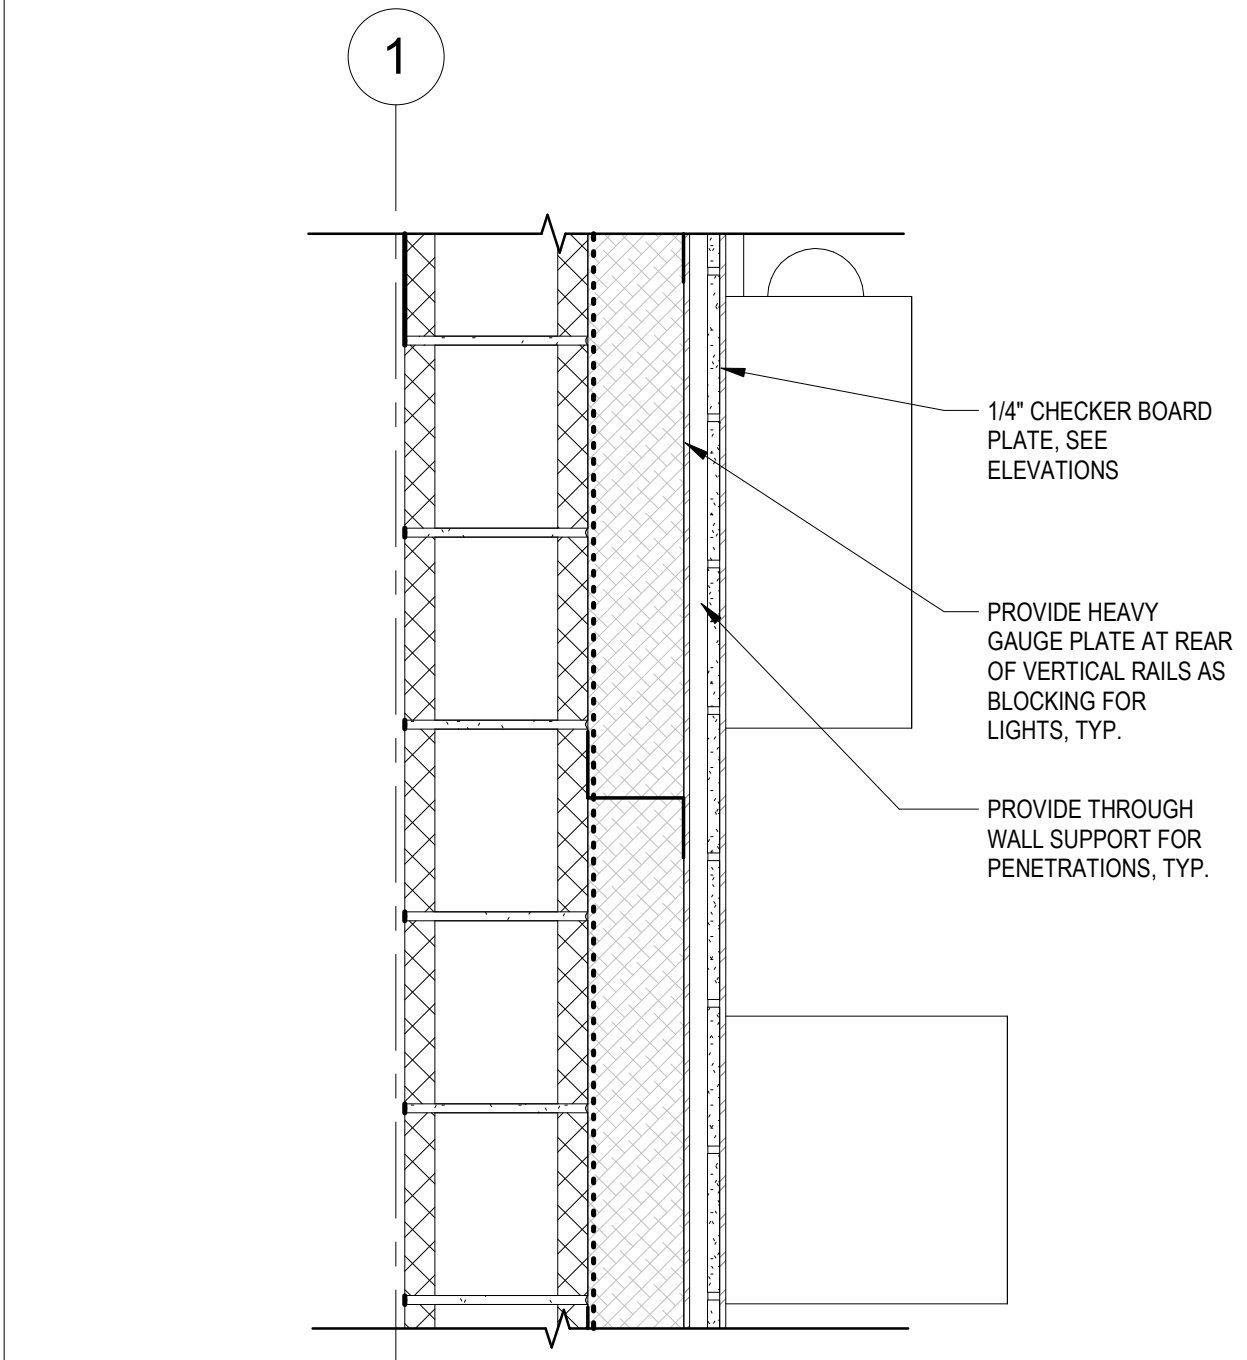 1
1/4" CHECKER BOARD
PLATE, SEE
ELEVATIONS
PROVIDE HEAVY
GAUGE PLATE AT REAR
OF VERTICAL RAILS AS
BLOCKING FOR
LIGHTS, TYP.
PROVIDE THROUGH
WALL SUPPORT FOR
PENETRATIONS, TYP.